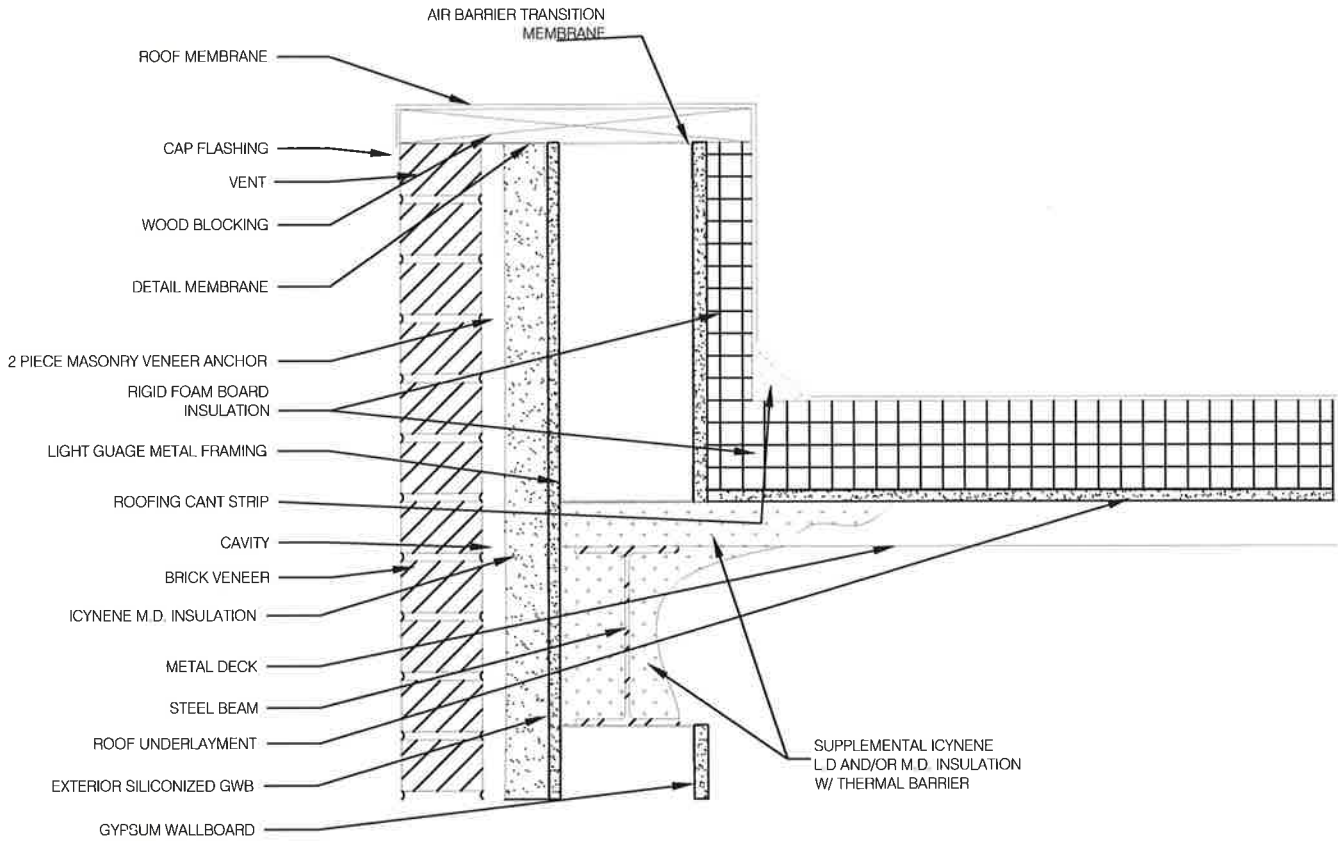 AIR BARRIER TRANSITION
MEMBRANE
ROOF MEMBRANE
CAP FLASHING
VENT
WOOD BLOCKING
DETAIL MEMBRANE
2 PIECE MASONRY VENEER ANCHOR
RIGID FOAM BOARD
INSULATION
LIGHT GUAGE METAL FRAMING
ROOFING CANT STRIP
CAVITY
BRICK VENEER
ICYNENE M.D. INSULATION
METAL DECK
STEEL BEAM
ROOF UNDERLAYMENT
EXTERIOR SILICONIZED GWB
GYPSUM WALLBOARD
SUPPLEMENTAL ICYNENE
L.D AND/OR M.D. INSULATION
W/ THERMAL BARRIER